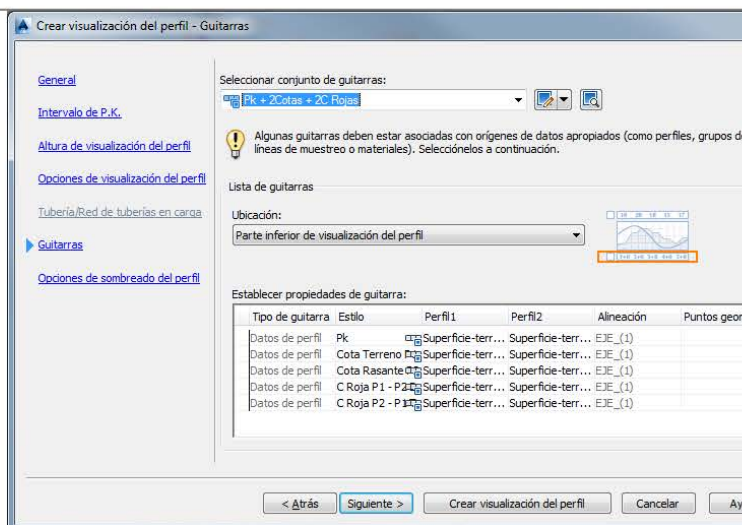 Crear visualización del perfil - Guitarras
General
Intervalo de P.K.
Altura de visualización del perfil
Opciones de visualización del perfil
Tubería/Red de tuberías en carga
Guitarras
Opciones de sombreado del perfil
Seleccionar conjunto de guitarras:
Pk + 2Cotas + 2C Rojas
Algunas guitarras deben estar asociadas con orígenes de datos apropiados (como perfiles, grupos d
líneas de muestreo o materiales). Selecciónelos a continuación.
Lista de guitarras
Ubicación:
Parte inferior de visualización del perfil
Establecer propiedades de guitarra:
Tipo de guitarra Estilo Perfil1 Perfil2 Alineación Puntos geor
Datos de perfil Pk Superficie-terr... Superficie-terr... EJE_(1)
Datos de perfil Cota Terreno Superficie-terr... Superficie-terr... EJE_(1)
Datos de perfil Cota Rasante Superficie-terr... Superficie-terr... EJE_(1)
Datos de perfil C Roja P1 - P2 Superficie-terr... Superficie-terr... EJE_(1)
Datos de perfil C Roja P2 - P1 Superficie-terr... Superficie-terr... EJE_(1)
< Atrás Siguiente > Crear visualización del perfil Cancelar Ay